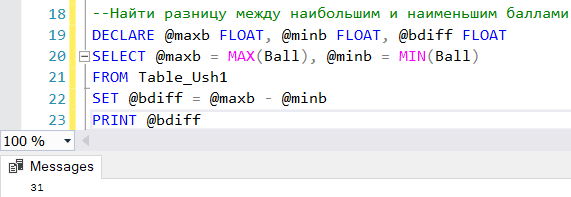 18 --Найти разницу между наибольшим и наименьшим баллами
19 DECLARE @maxb FLOAT, @minb FLOAT, @bdiff FLOAT
20 SELECT @maxb = MAX(Ball), @minb = MIN(Ball)
21 FROM Table_Ush1
22 SET @bdiff = @maxb - @minb
23 PRINT @bdiff
100 %
Messages
31